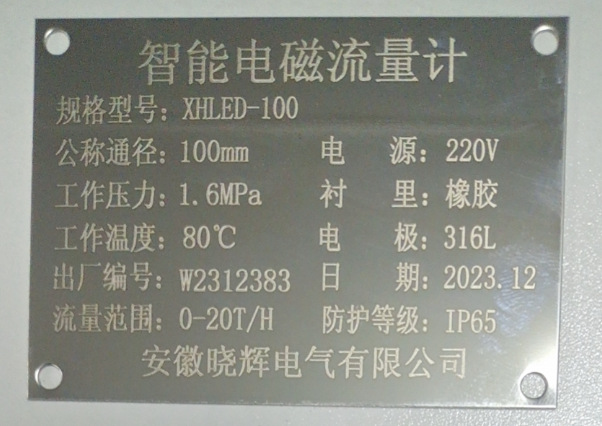 智能电磁流量计
规格型号: XHLED-100
公称通径: 100mm 电 源: 220V
工作压力: 1.6MPa 衬 里: 橡胶
工作温度: 80℃ 电 极: 316L
出厂编号: W2312383 日 期: 2023.12
流量范围: 0-20T/H 防护等级: IP65
安徽晓辉电气有限公司